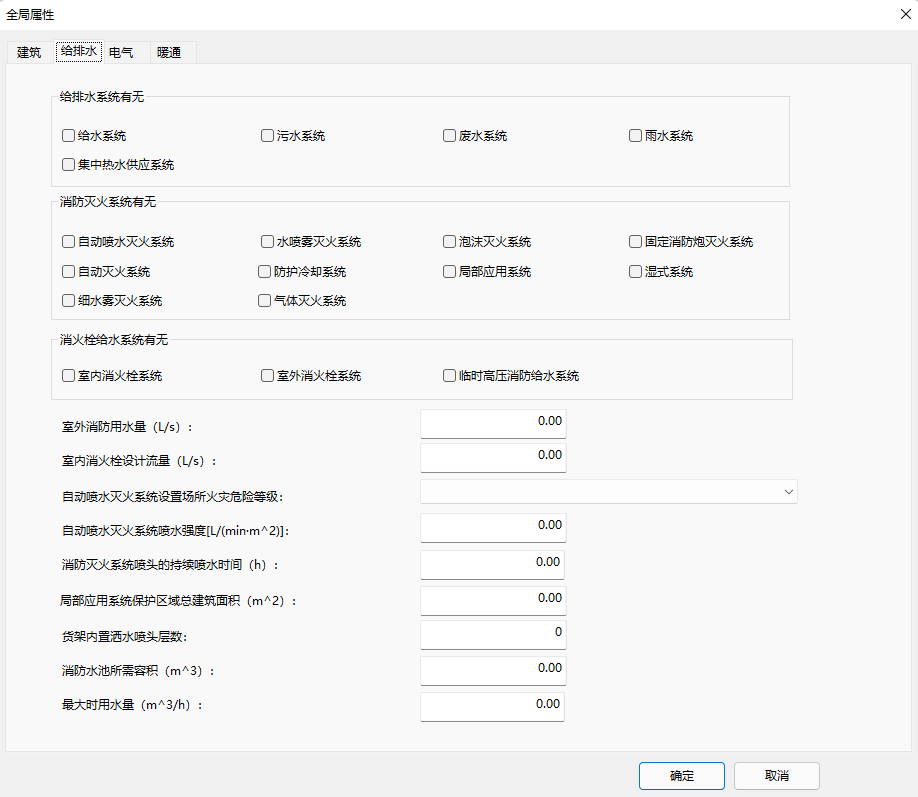 全局属性
建筑 给排水 电气 暖通
给排水系统有无
给水系统 污水系统 废水系统 雨水系统
集中热水供应系统
消防灭火系统有无
自动喷水灭火系统 水喷雾灭火系统 泡沫灭火系统 固定消防炮灭火系统
自动灭火系统 防护冷却系统 局部应用系统 湿式系统
细水雾灭火系统 气体灭火系统
消火栓给水系统有无
室内消火栓系统 室外消火栓系统 临时高压消防给水系统
室外消防用水量（L/s）: 0.00
室内消火栓设计流量（L/s）: 0.00
自动喷水灭火系统设置场所火灾危险等级:
自动喷水灭火系统喷水强度[L/(min·m^2)]: 0.00
消防灭火系统喷头的持续喷水时间（h）: 0.00
局部应用系统保护区域总建筑面积（m^2）: 0.00
货架内置洒水喷头层数: 0
消防水池所需容积（m^3）: 0.00
最大时用水量（m^3/h）: 0.00
确定 取消